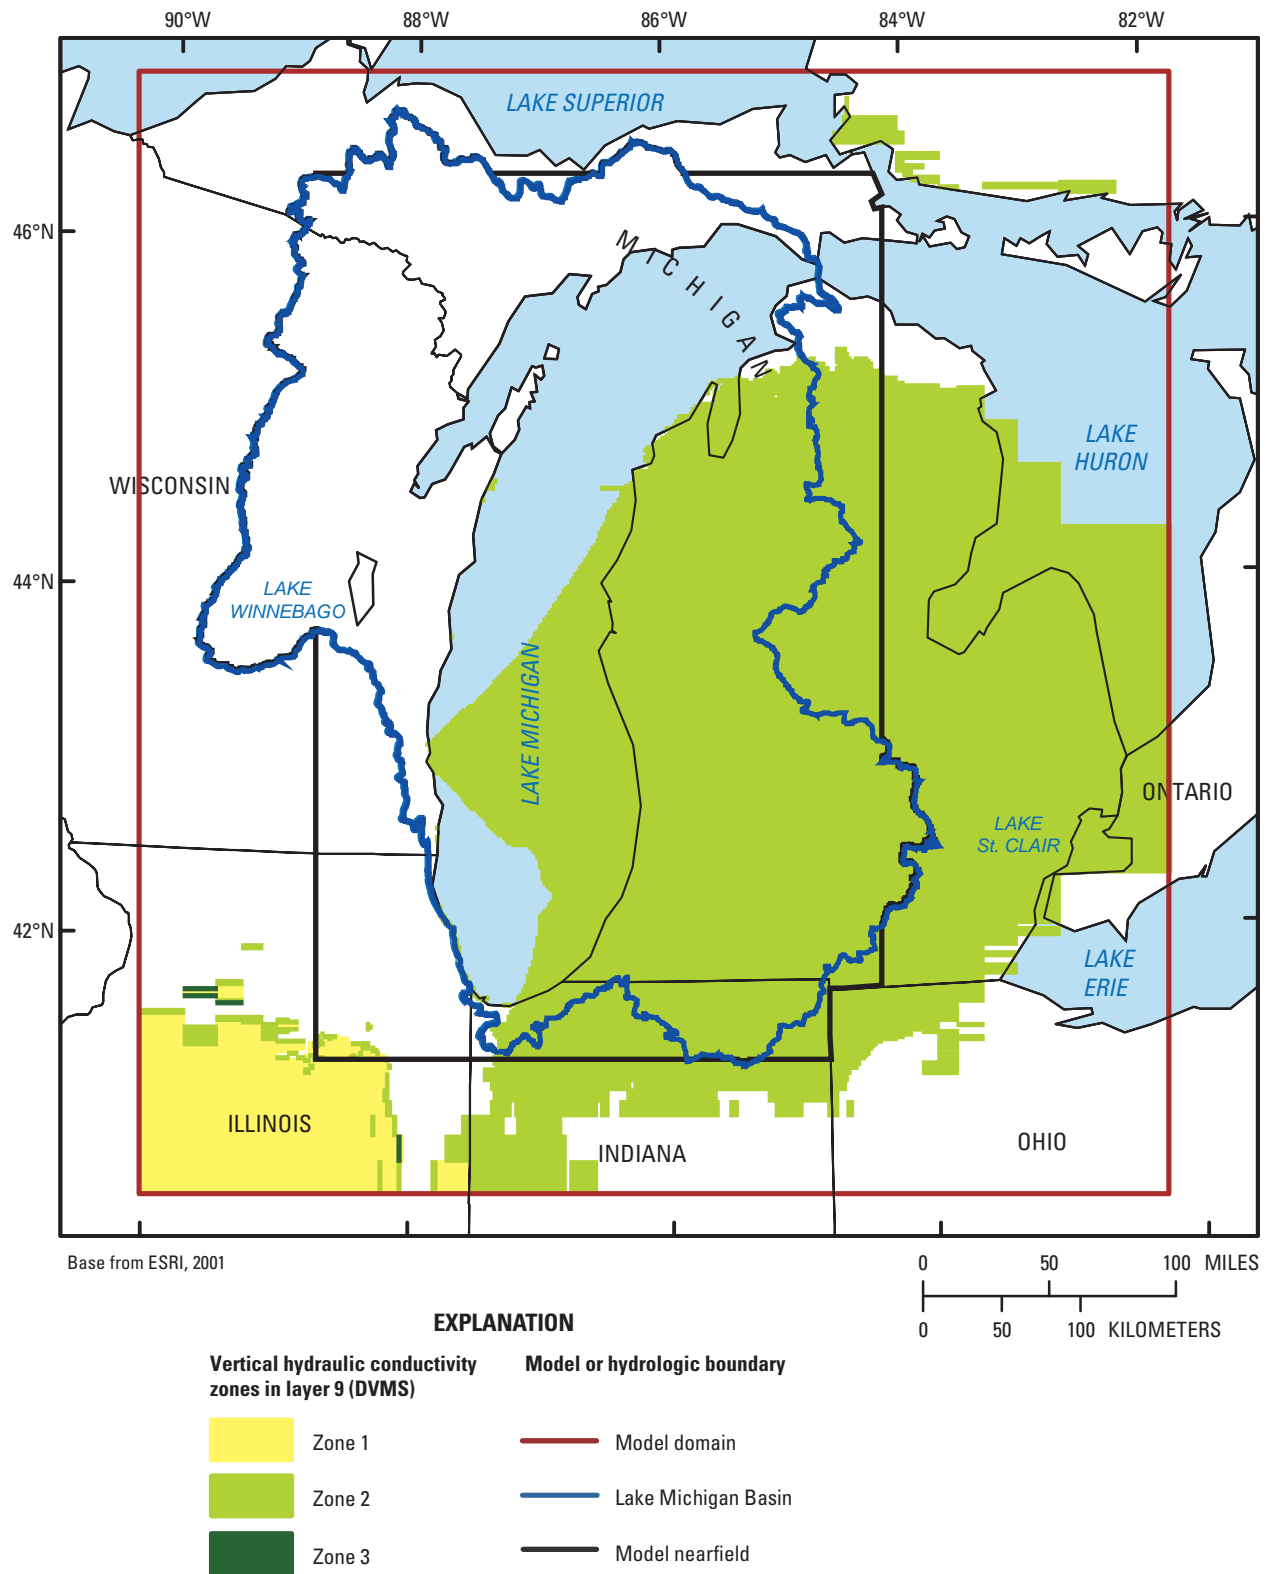 90°W 88°W 86°W 84°W 82°W
LAKE SUPERIOR
46°N
MICHIGAN
LAKE
HURON
WISCONSIN
44°N
LAKE
WINNEBAGO
LAKE MICHIGAN
ONTARIO
LAKE
St. CLAIR
42°N
LAKE
ERIE
ILLINOIS
INDIANA
OHIO
Base from ESRI, 2001
0 50 100 MILES
0 50 100 KILOMETERS
EXPLANATION
Vertical hydraulic conductivity
zones in layer 9 (DVMS)
Zone 1
Zone 2
Zone 3
Model or hydrologic boundary
Model domain
Lake Michigan Basin
Model nearfield